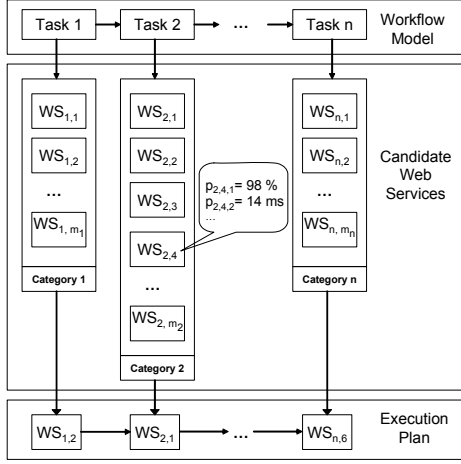 Task 1
Task 2
...
Task n
Workflow
Model
WS1,1
WS1,2
...
WS1, m1
Category 1
WS2,1
WS2,2
WS2,3
WS2,4
...
WS2, m2
Category 2
p2,4,1= 98 %
p2,4,2= 14 ms
...
WSn,1
WSn,2
...
WSn, mn
Category n
Candidate
Web
Services
WS1,2
WS2,1
...
WSn,6
Execution
Plan